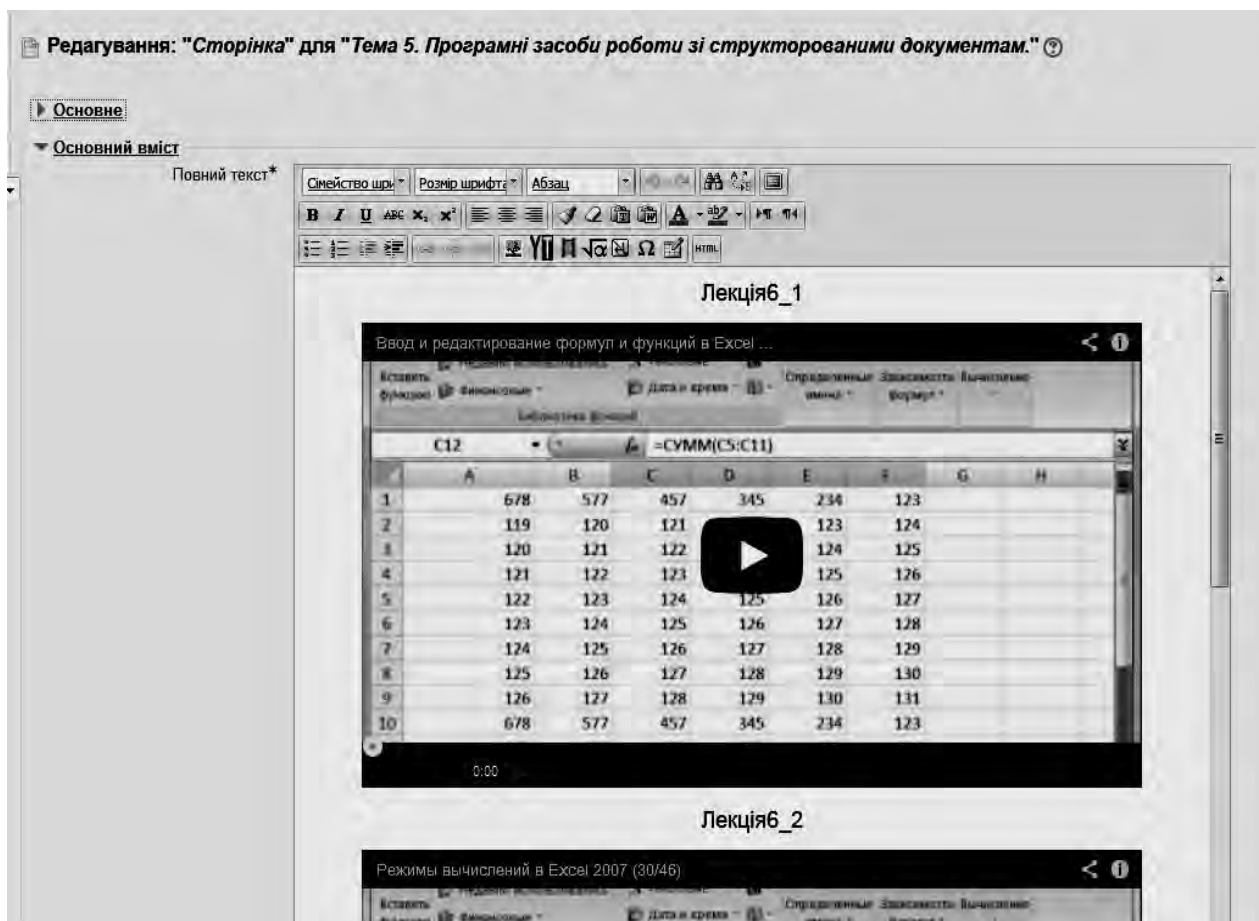 Редагування: "Сторінка" для "Тема 5. Програмні засоби роботи зі структорованими документам."
Основне
Основний вміст
Повний текст*
Сімейство шри Розмір шрифта Абзац
B I U ABC X₂ X²
Ω HTML
Лекція6_1
Ввод и редактирование формул и функций в Excel ...
Вставить функцию Финансовые Дата и время Определенные имена Зависимости формул Вычисление
Библиотека функций
C12 fx =СУММ(C5:C11)
A B C D E F G H
1 678 577 457 345 234 123
2 119 120 121 123 124
3 120 121 122 124 125
4 121 122 123 125 126
5 122 123 124 125 126 127
6 123 124 125 126 127 128
7 124 125 126 127 128 129
8 125 126 127 128 129 130
9 126 127 128 129 130 131
10 678 577 457 345 234 123
0:00
Лекція6_2
Режимы вычислений в Excel 2007 (30/46)
Вставить Дата и время Определенные Зависимости Вычисление